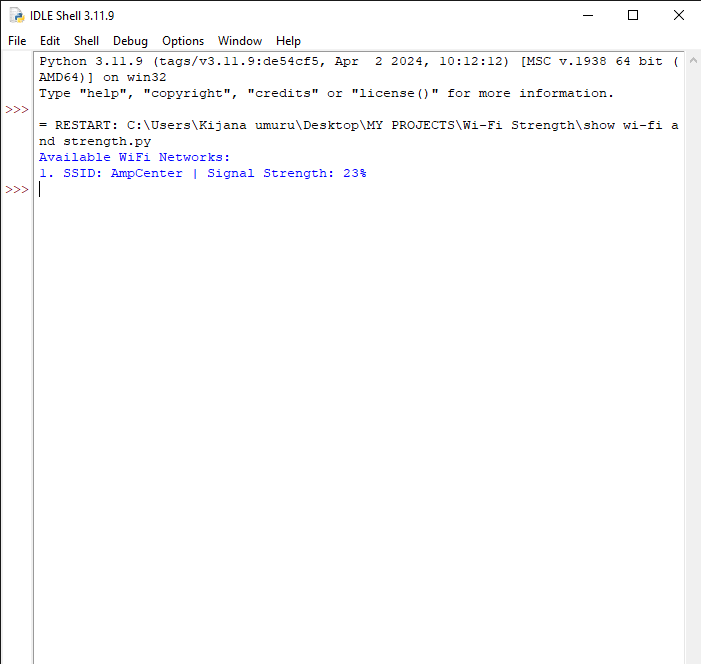 IDLE Shell 3.11.9
File Edit Shell Debug Options Window Help
Python 3.11.9 (tags/v3.11.9:de54cf5, Apr  2 2024, 10:12:12) [MSC v.1938 64 bit (
AMD64)] on win32
Type "help", "copyright", "credits" or "license()" for more information.
>>>
= RESTART: C:\Users\Kijana umuru\Desktop\MY PROJECTS\Wi-Fi Strength\show wi-fi a
nd strength.py
Available WiFi Networks:
1. SSID: AmpCenter | Signal Strength: 23%
>>>